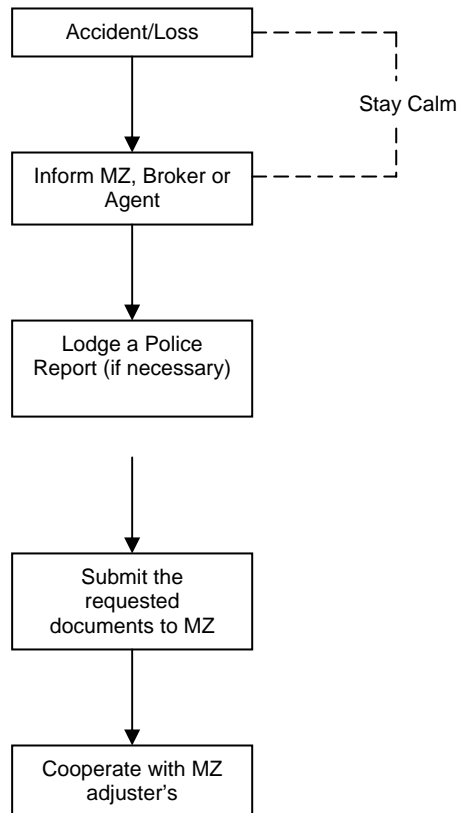 Accident/Loss
Stay Calm
Inform MZ, Broker or
Agent
Lodge a Police
Report (if necessary)
Submit the
requested
documents to MZ
Cooperate with MZ
adjuster's